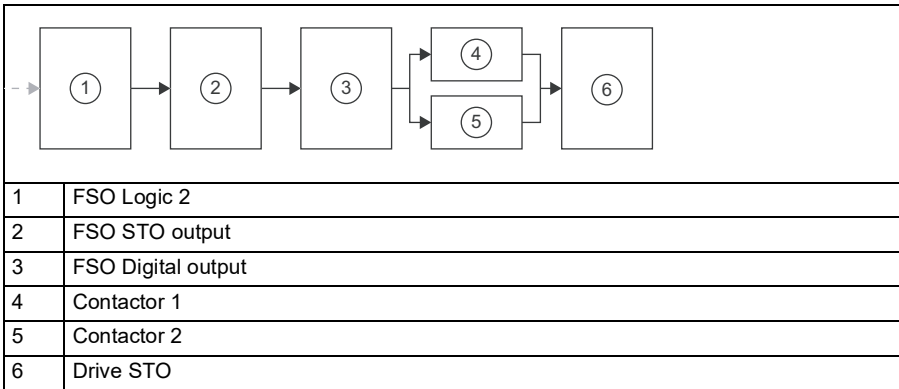 1
2
3
4
5
6
1 FSO Logic 2
2 FSO STO output
3 FSO Digital output
4 Contactor 1
5 Contactor 2
6 Drive STO